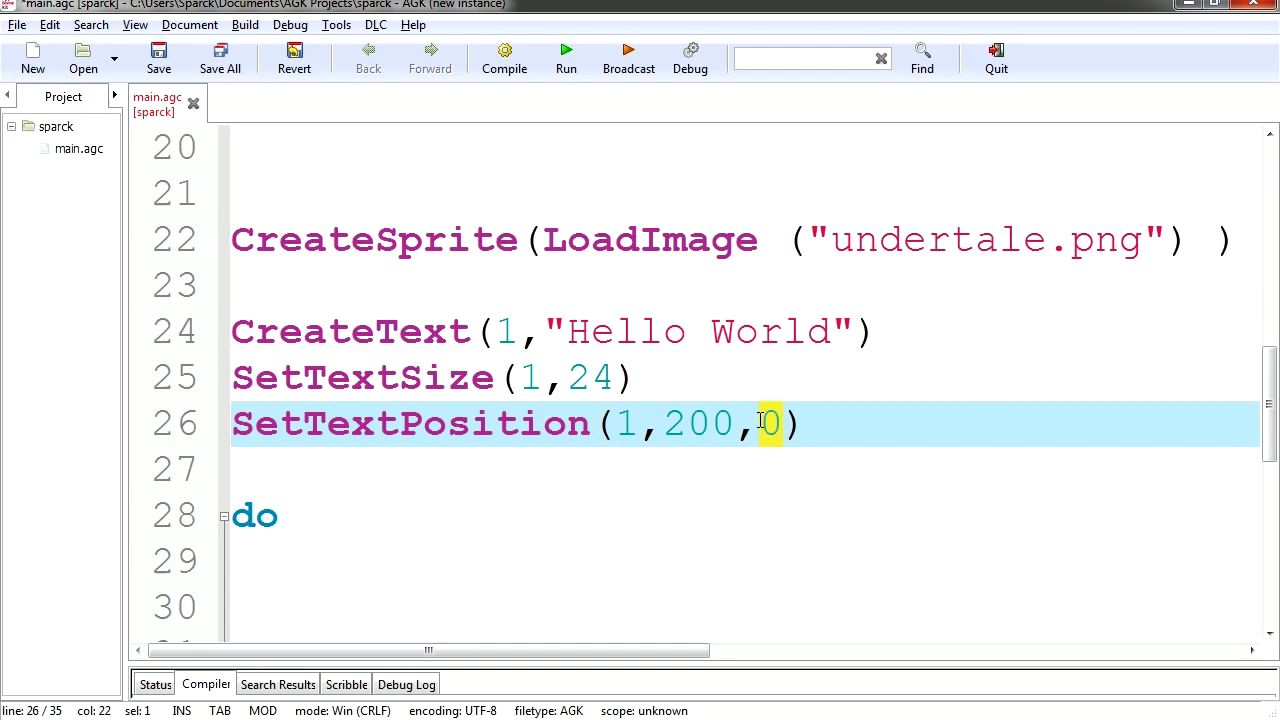 *main.agc [sparck] - C:\Users\Sparck\Documents\AGK Projects\sparck - AGK (new instance)
File Edit Search View Document Build Debug Tools DLC Help
New Open Save Save All Revert Back Forward Compile Run Broadcast Debug Find Quit
Project
main.agc
[sparck]
sparck
main.agc
20
21
22 CreateSprite(LoadImage ("undertale.png") )
23
24 CreateText(1,"Hello World")
25 SetTextSize(1,24)
26 SetTextPosition(1,200,0)
27
28 do
29
30
Status Compiler Search Results Scribble Debug Log
line: 26 / 35 col: 22 sel: 1 INS TAB MOD mode: Win (CRLF) encoding: UTF-8 filetype: AGK scope: unknown